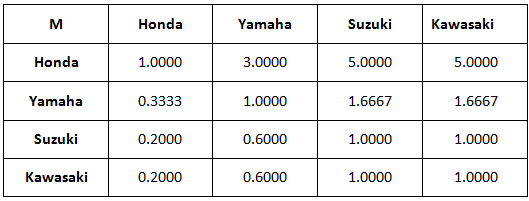 M Honda Yamaha Suzuki Kawasaki
Honda 1.0000 3.0000 5.0000 5.0000
Yamaha 0.3333 1.0000 1.6667 1.6667
Suzuki 0.2000 0.6000 1.0000 1.0000
Kawasaki 0.2000 0.6000 1.0000 1.0000